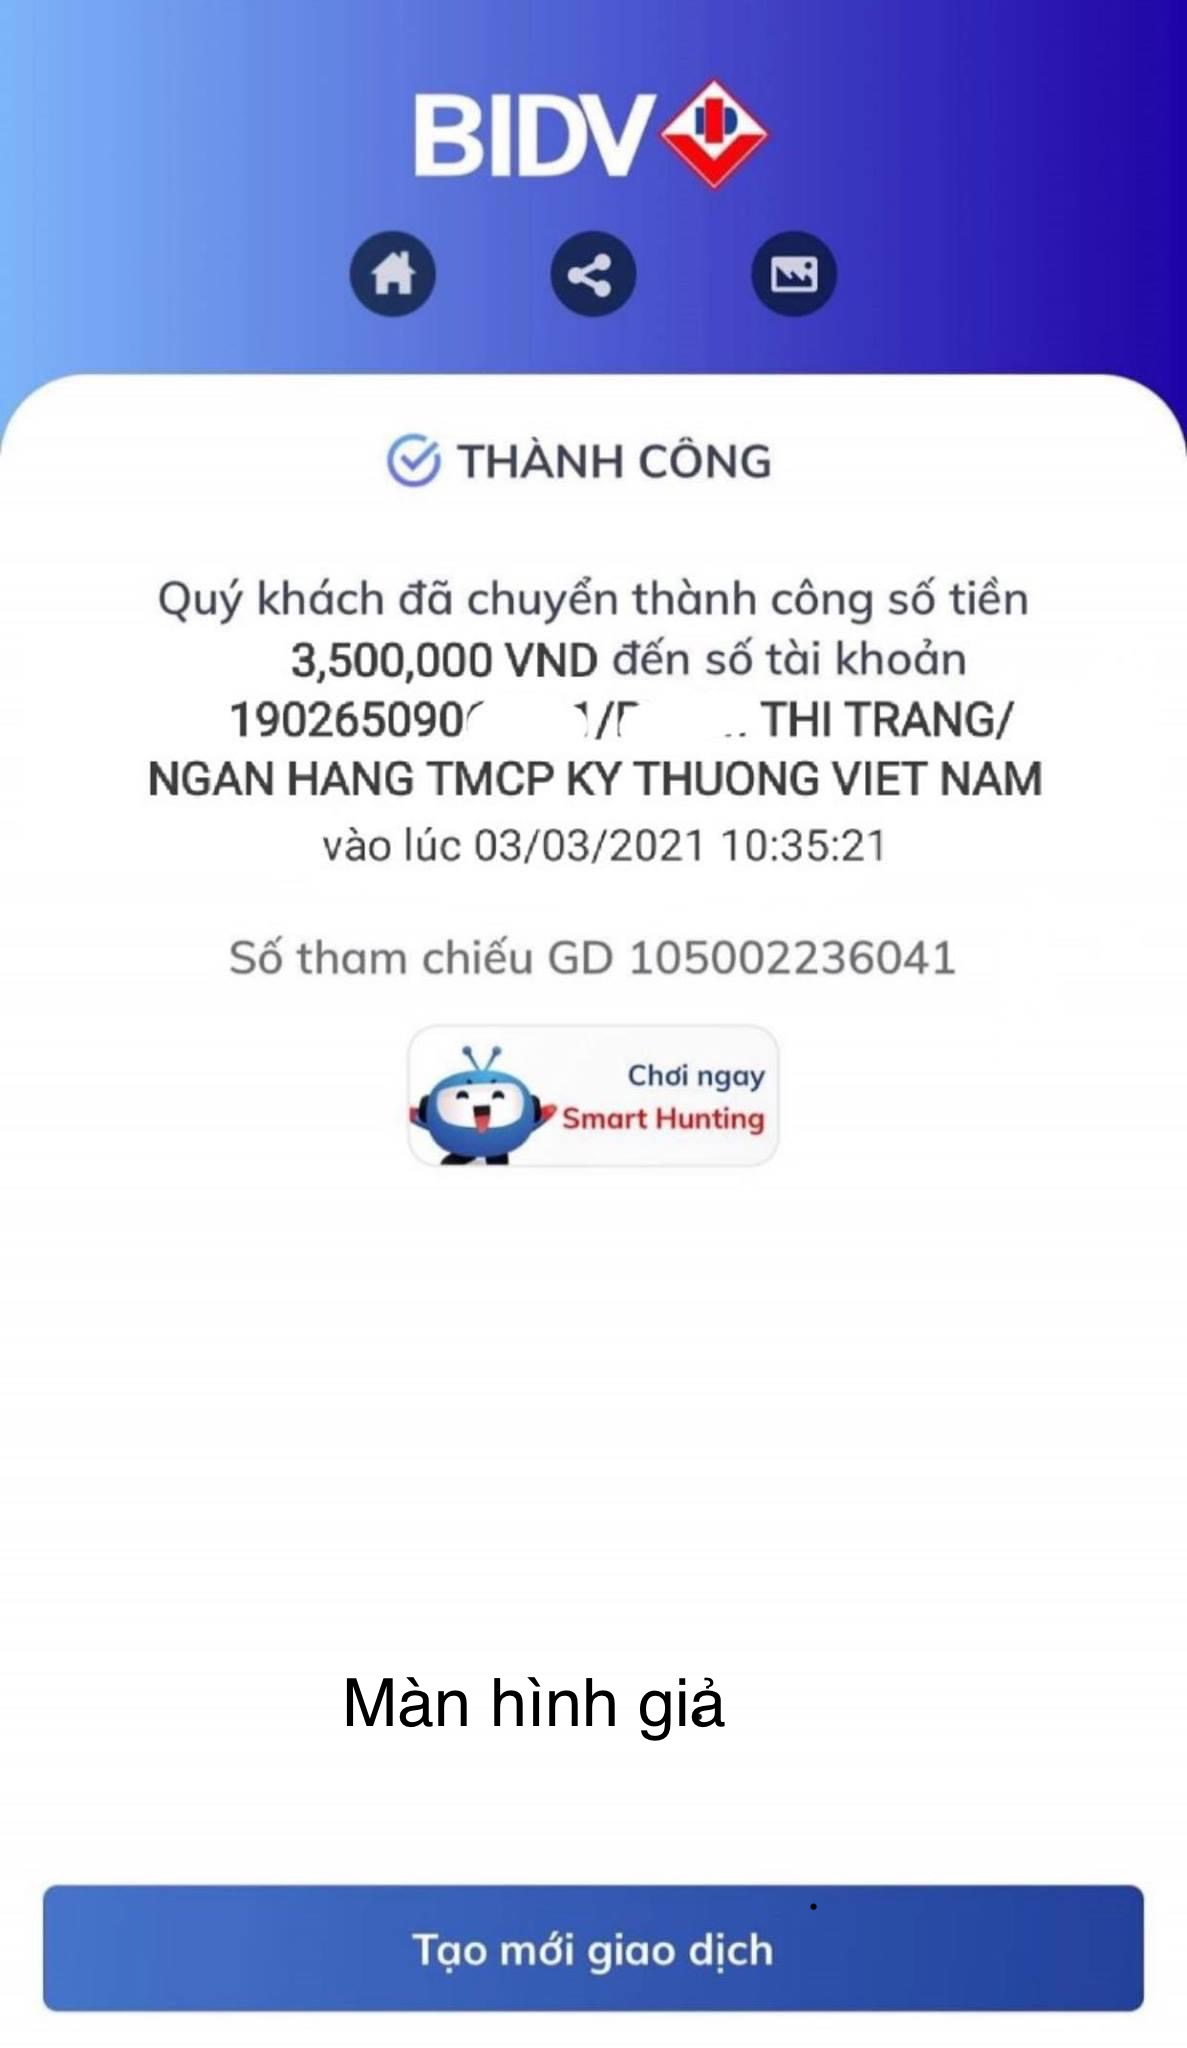 BIDV
THÀNH CÔNG
Quý khách đã chuyển thành công số tiền
3,500,000 VND đến số tài khoản
190265090 1/ THI TRANG/
NGAN HANG TMCP KY THUONG VIET NAM
vào lúc 03/03/2021 10:35:21
Số tham chiếu GD 105002236041
Chơi ngay
Smart Hunting
Màn hình giả
Tạo mới giao dịch